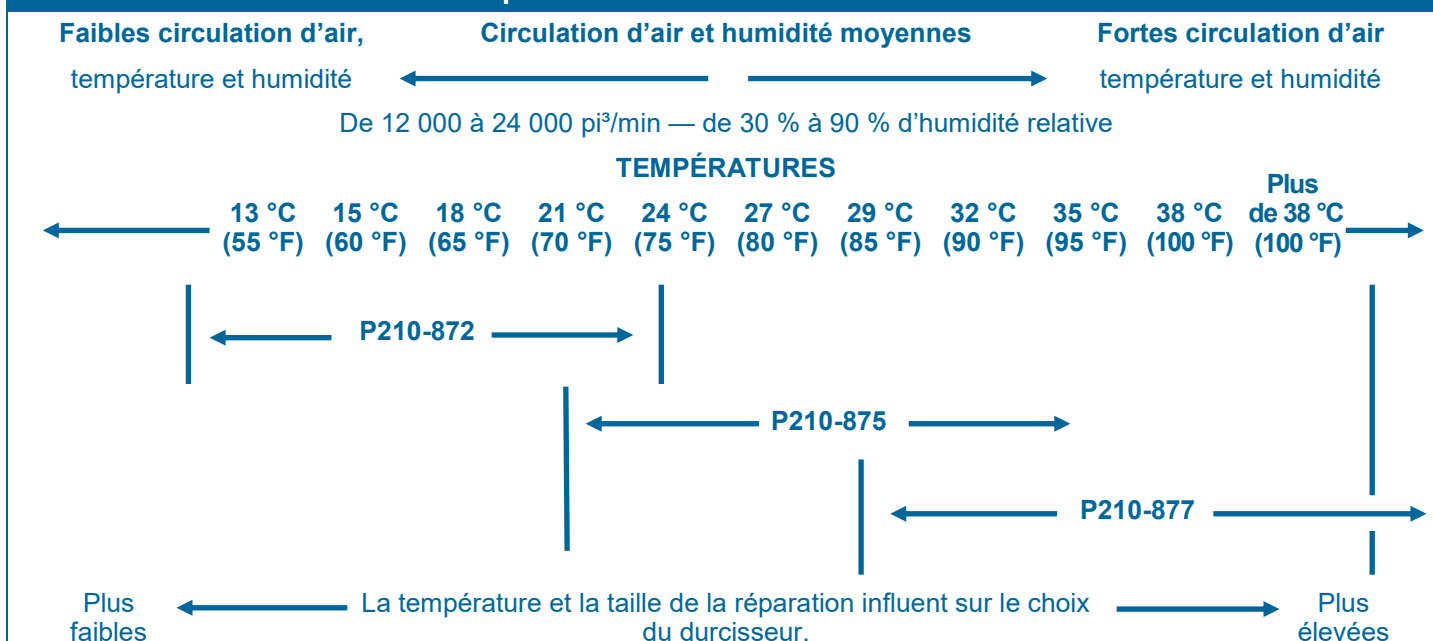 Faibles circulation d'air,
Circulation d'air et humidité moyennes
Fortes circulation d’air
température et humidité
température et humidité
De 12 000 à 24 000 pi³/min — de 30 % à 90 % d’humidité relative
TEMPÉRATURES
13 °C 15 °C 18 °C 21 °C 24 °C 27 °C 29 °C 32 °C 35 °C 38 °C Plus de 38 °C
(55 °F) (60 °F) (65 °F) (70 °F) (75 °F) (80 °F) (85 °F) (90 °F) (95 °F) (100 °F) (100 °F)
P210-872
P210-875
P210-877
Plus
faibles
La température et la taille de la réparation influent sur le choix
du durcisseur.
Plus
élevées